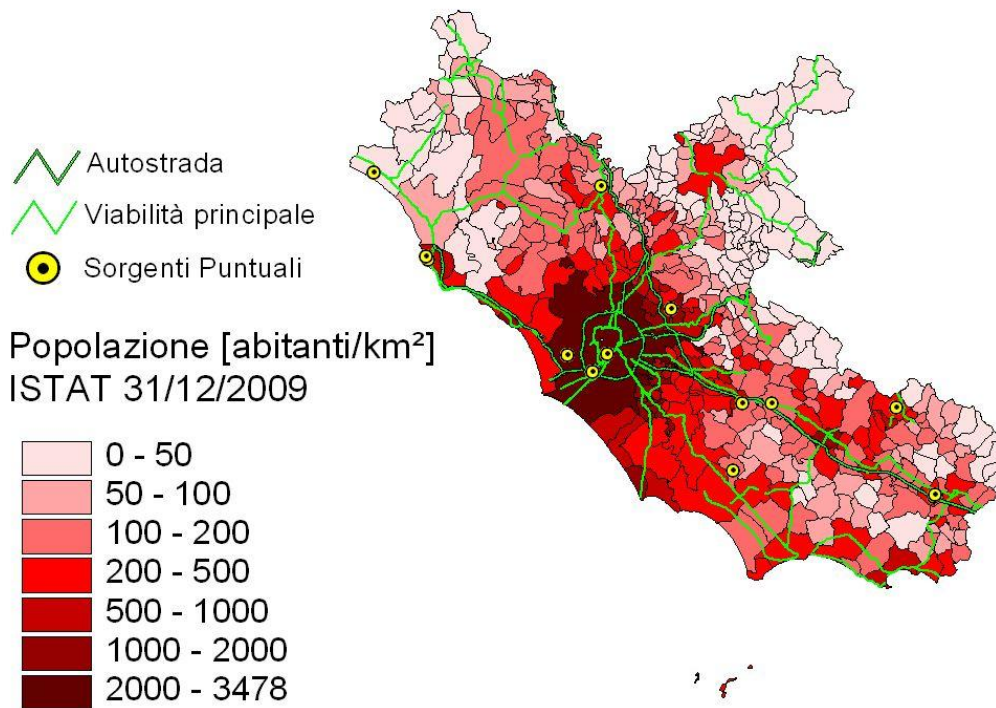 Autostrada
Viabilità principale
Sorgenti Puntuali
Popolazione [abitanti/km²]
ISTAT 31/12/2009
0 - 50
50 - 100
100 - 200
200 - 500
500 - 1000
1000 - 2000
2000 - 3478